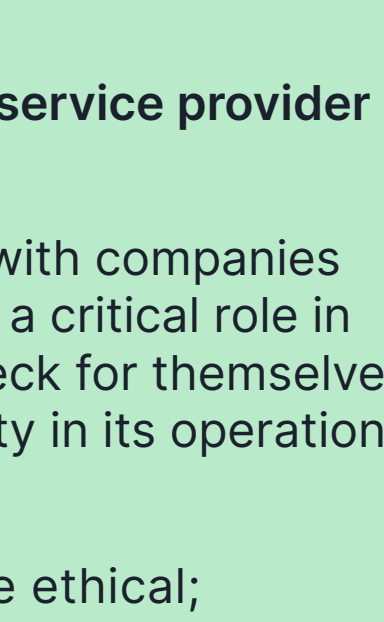 service provider
with companies
a critical role in
eck for themselve
ty in its operation
e ethical;